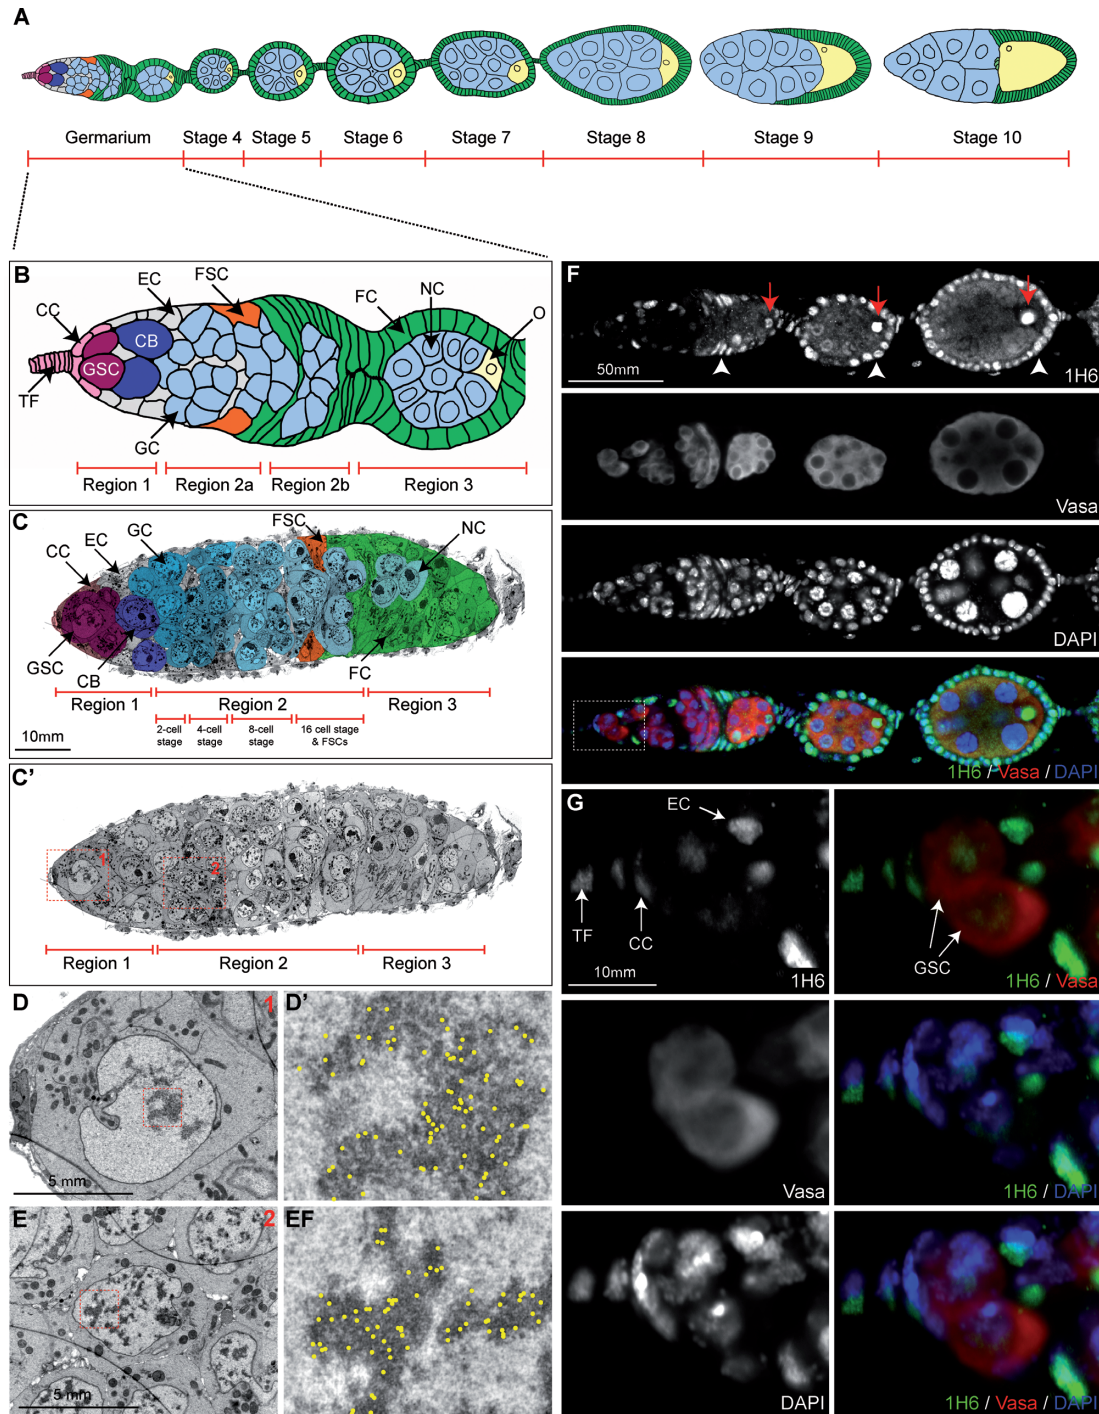 A
Germarium Stage 4 Stage 5 Stage 6 Stage 7 Stage 8 Stage 9 Stage 10
B
EC FSC FC NC O
CC
CB
GSC
TF
GC
Region 1 Region 2a Region 2b Region 3
C
CC EC GC FSC NC
GSC CB FC
Region 1 Region 2 Region 3
2-cell 4-cell 8-cell 16 cell stage
stage stage stage & FSCs
10mm
C’
1 2
Region 1 Region 2 Region 3
D 1
5 mm
D’
E 2
5 mm
EF
F
50mm
1H6
Vasa
DAPI
1H6 / Vasa / DAPI
G
EC
TF CC
10mm
1H6
GSC
1H6 / Vasa
Vasa
1H6 / DAPI
DAPI
1H6 / Vasa / DAPI